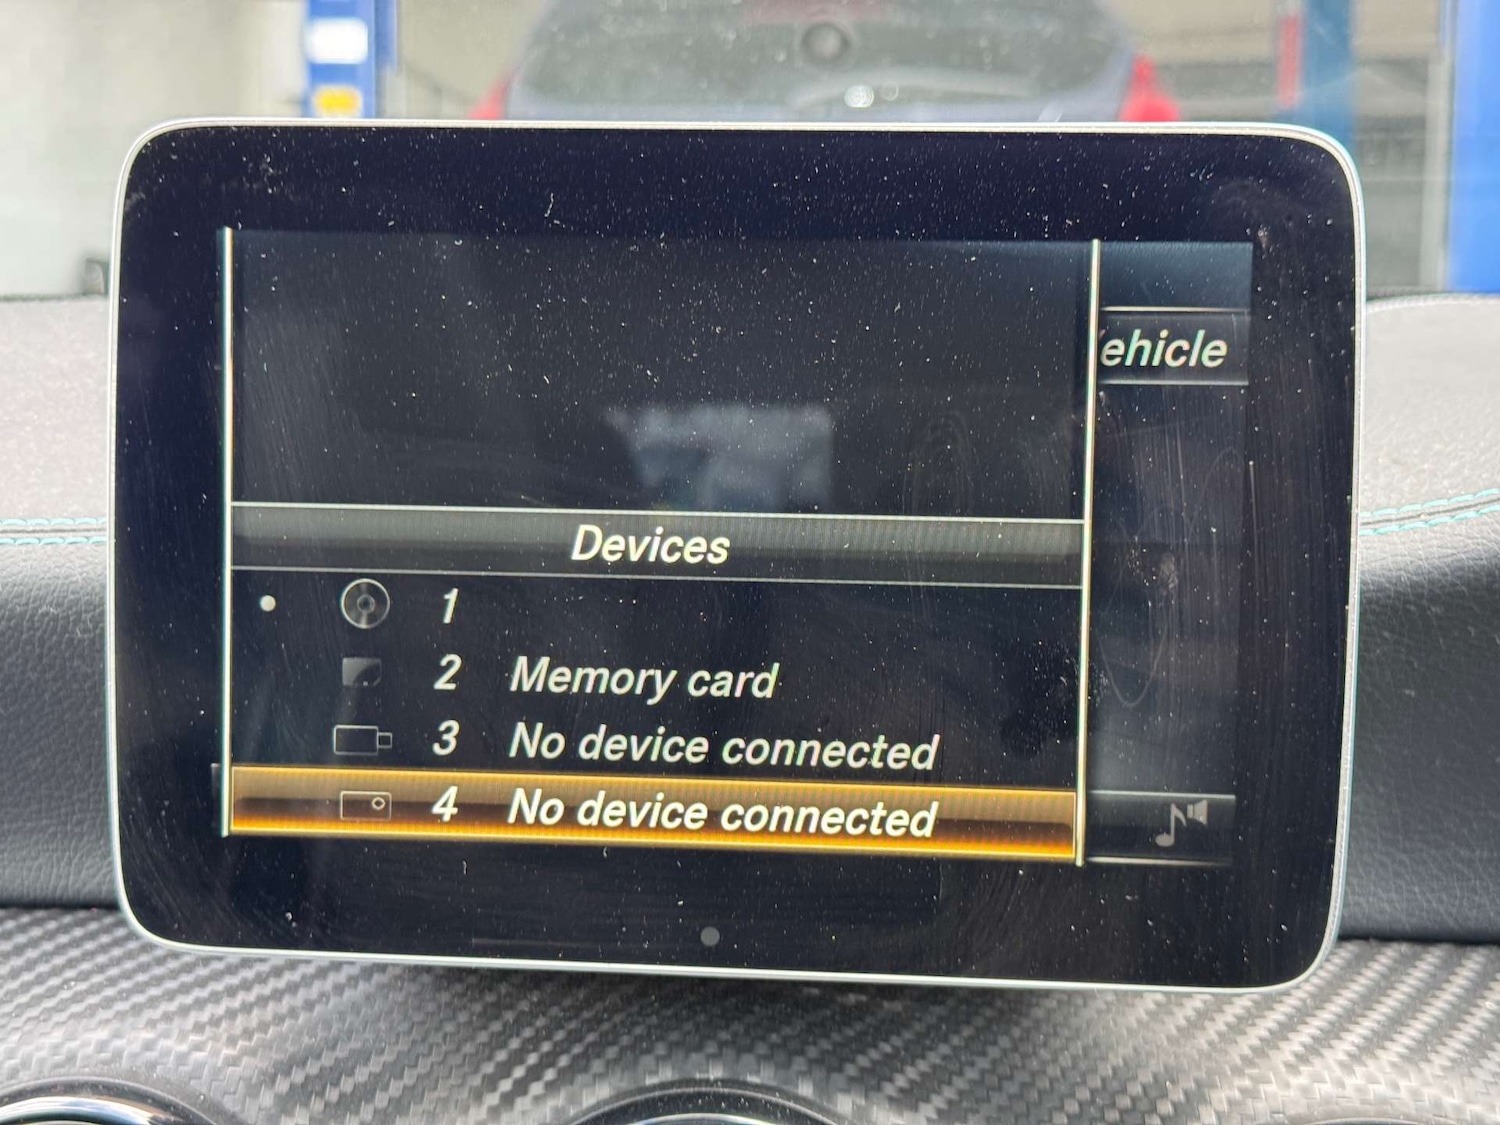 ehicle
Devices
1
2 Memory card
3 No device connected
4 No device connected